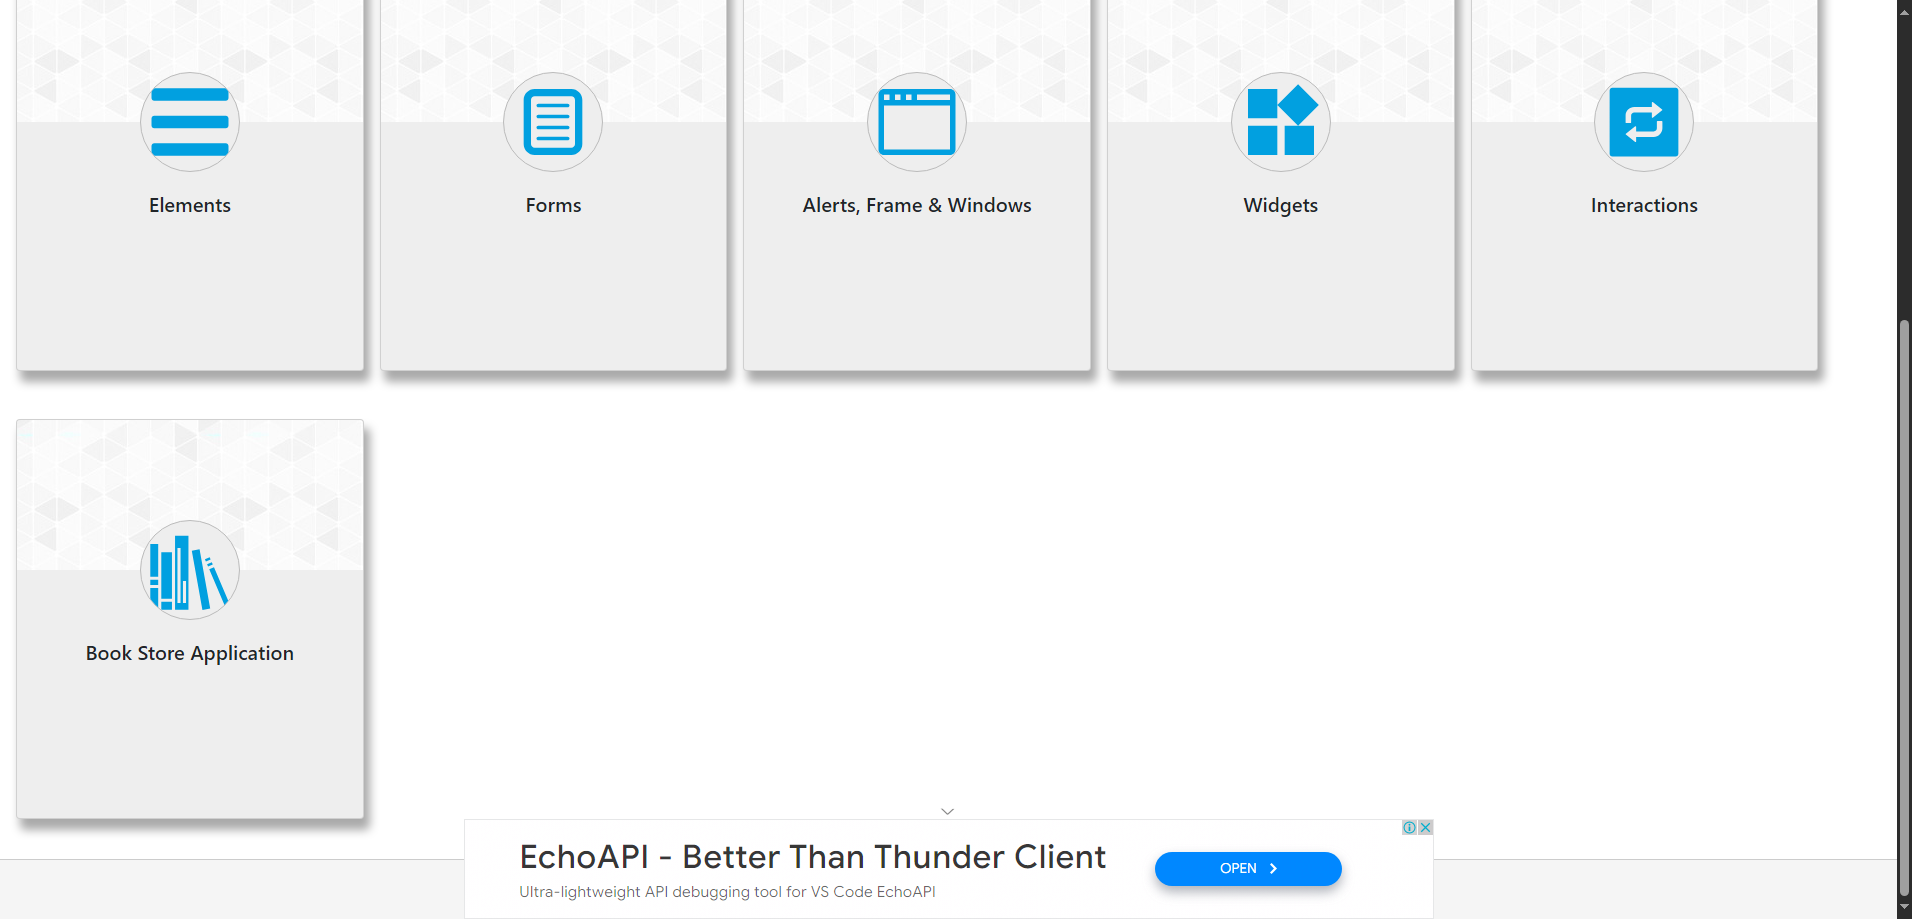 Elements
Forms
Alerts, Frame & Windows
Widgets
Interactions
Book Store Application
EchoAPI - Better Than Thunder Client
Ultra-lightweight API debugging tool for VS Code EchoAPI
OPEN